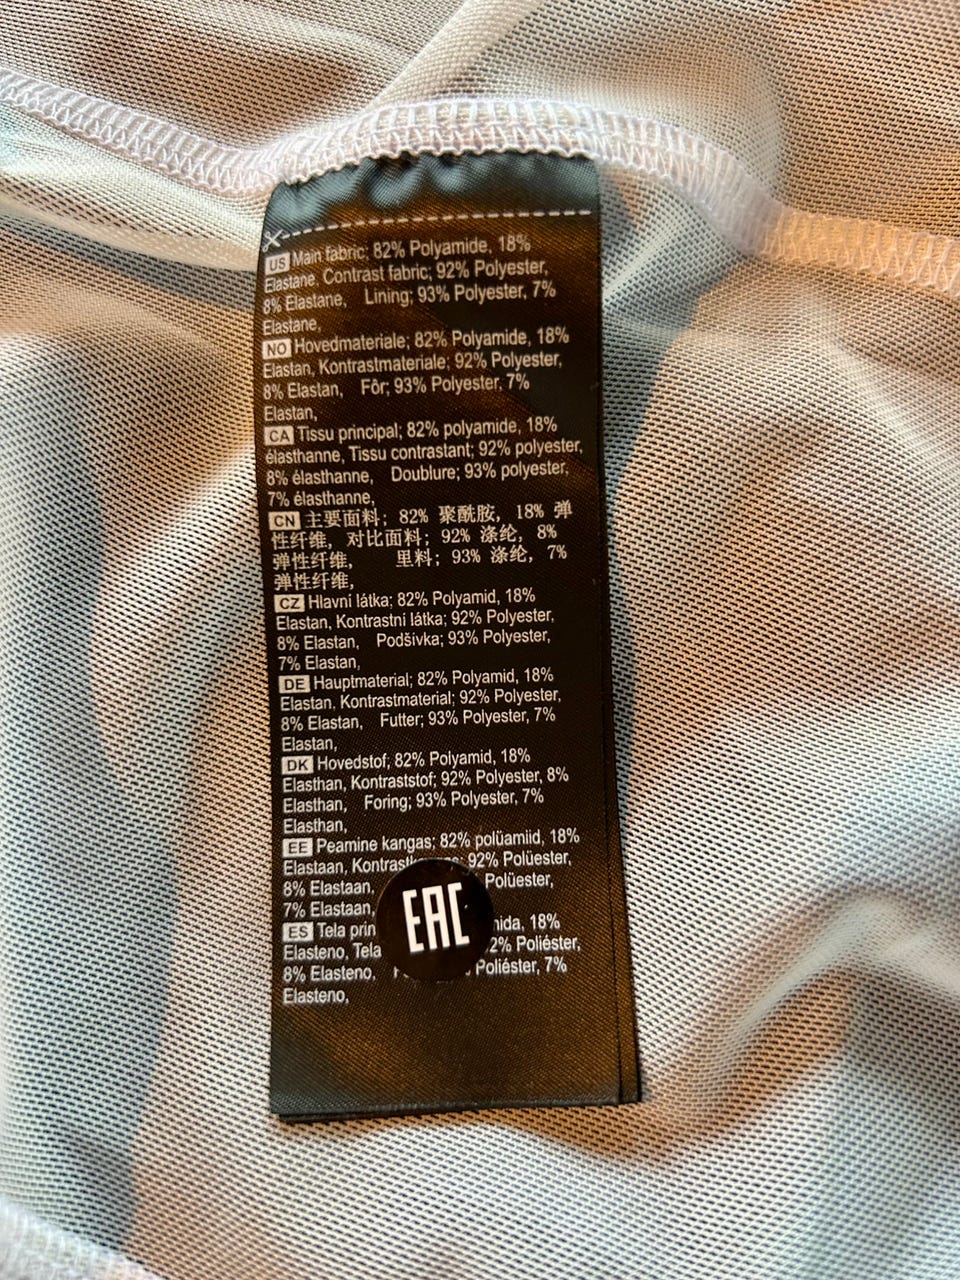 US Main fabric; 82% Polyamide, 18%
Elastane, Contrast fabric; 92% Polyester,
8% Elastane, Lining; 93% Polyester, 7%
Elastane,
NO Hovedmateriale; 82% Polyamide, 18%
Elastan, Kontrastmateriale; 92% Polyester,
8% Elastan, Fôr; 93% Polyester, 7%
Elastan,
CA Tissu principal; 82% polyamide, 18%
élasthanne, Tissu contrastant; 92% polyester,
8% élasthanne, Doublure; 93% polyester,
7% élasthanne,
CN 主要面料; 82% 聚酰胺, 18% 弹
性纤维, 对比面料; 92% 涤纶, 8%
弹性纤维, 里料; 93% 涤纶, 7%
弹性纤维,
CZ Hlavní látka; 82% Polyamid, 18%
Elastan, Kontrastní látka; 92% Polyester,
8% Elastan, Podšívka; 93% Polyester,
7% Elastan,
DE Hauptmaterial; 82% Polyamid, 18%
Elastan, Kontrastmaterial; 92% Polyester,
8% Elastan, Futter; 93% Polyester, 7%
Elastan,
DK Hovedstof; 82% Polyamid, 18%
Elasthan, Kontraststof; 92% Polyester, 8%
Elasthan, Foring; 93% Polyester, 7%
Elasthan,
EE Peamine kangas; 82% polüamiid, 18%
Elastaan, 92% Polüester,
8% Elastaan, Polüester,
7% Elastaan,
EAC
ES Tela 18%
Elasteno, Tela Poliéster,
8% Elasteno, Poliéster, 7%
Elasteno,